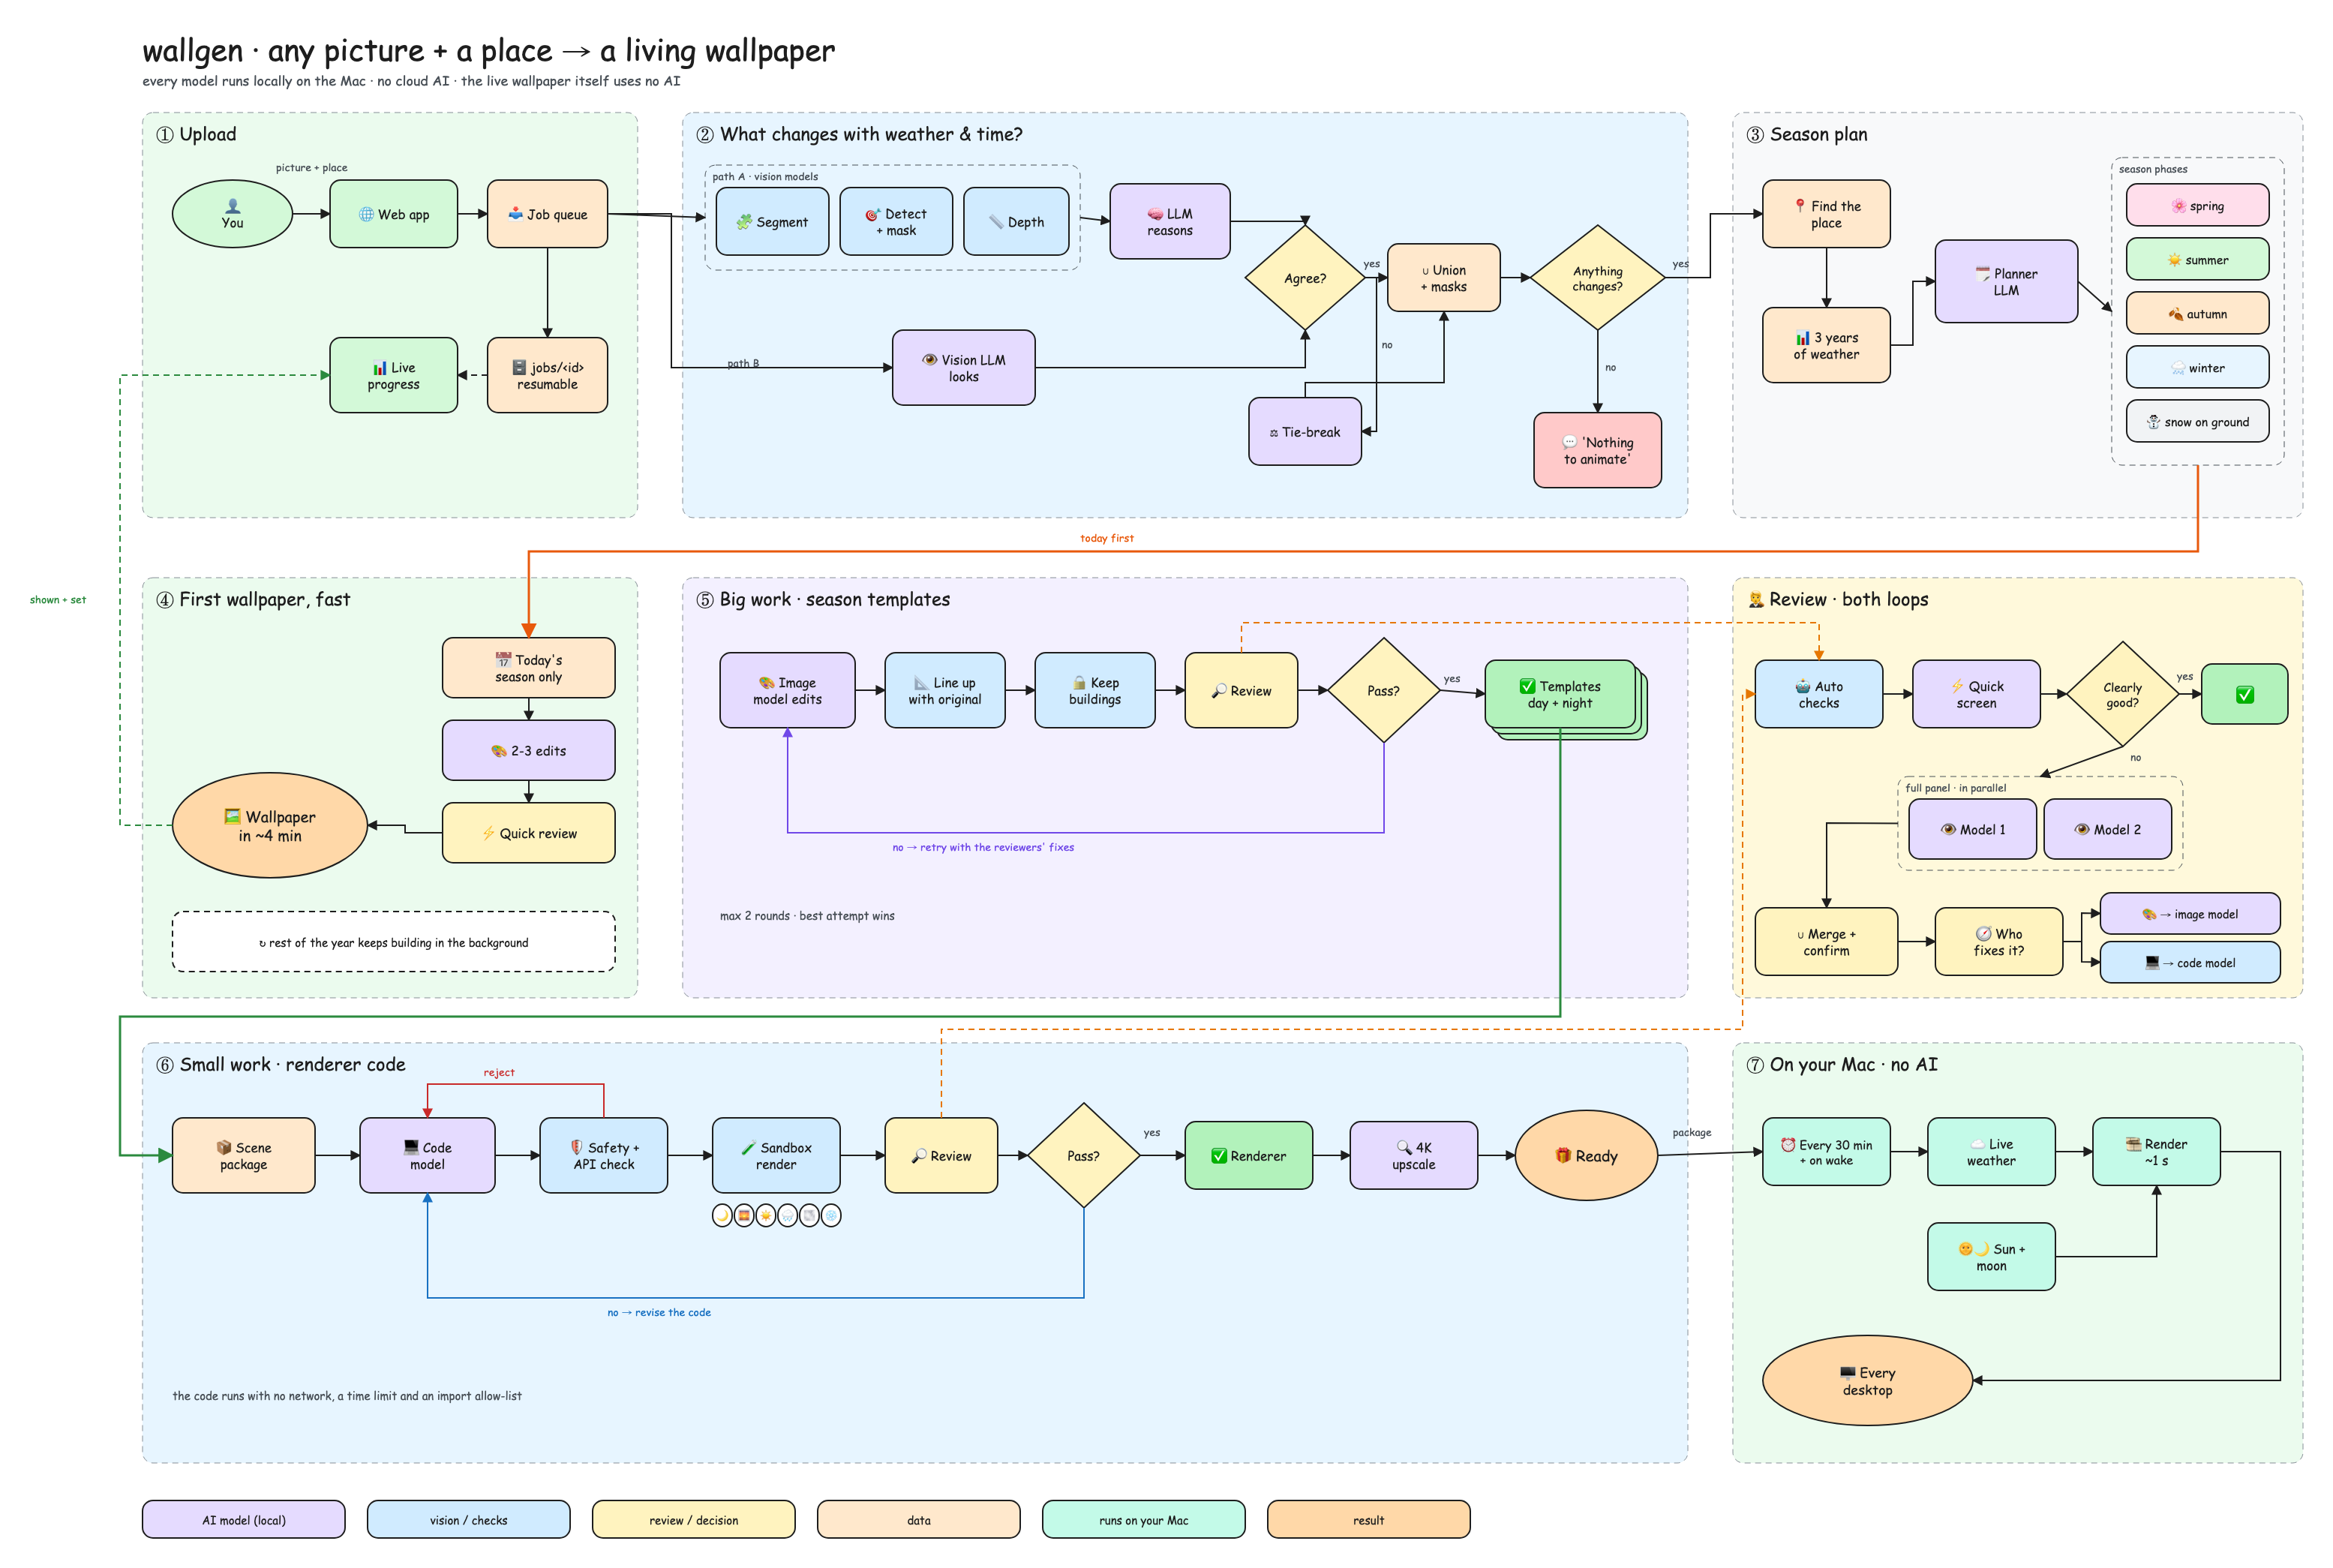 wallgen · any picture + a place → a living wallpaper
every model runs locally on the Mac · no cloud AI · the live wallpaper itself uses no AI
① Upload
picture + place
You
Web app
Job queue
Live
progress
jobs/<id>
resumable
② What changes with weather & time?
path A · vision models
Segment
Detect
+ mask
Depth
LLM
reasons
path B
Vision LLM
looks
Agree?
yes
no
Tie-break
∪ Union
+ masks
Anything
changes?
yes
no
'Nothing
to animate'
③ Season plan
Find the
place
3 years
of weather
Planner
LLM
season phases
spring
summer
autumn
winter
snow on ground
today first
shown + set
④ First wallpaper, fast
Today's
season only
2-3 edits
Quick review
Wallpaper
in ~4 min
↻ rest of the year keeps building in the background
⑤ Big work · season templates
Image
model edits
Line up
with original
Keep
buildings
Review
Pass?
yes
Templates
day + night
no → retry with the reviewers' fixes
max 2 rounds · best attempt wins
Review · both loops
Auto
checks
Quick
screen
Clearly
good?
yes
no
full panel · in parallel
Model 1
Model 2
∪ Merge +
confirm
Who
fixes it?
→ image model
→ code model
⑥ Small work · renderer code
reject
Scene
package
Code
model
Safety +
API check
Sandbox
render
Review
Pass?
yes
Renderer
4K
upscale
Ready
package
no → revise the code
the code runs with no network, a time limit and an import allow-list
⑦ On your Mac · no AI
Every 30 min
+ on wake
Live
weather
Render
~1 s
Sun +
moon
Every
desktop
AI model (local)
vision / checks
review / decision
data
runs on your Mac
result